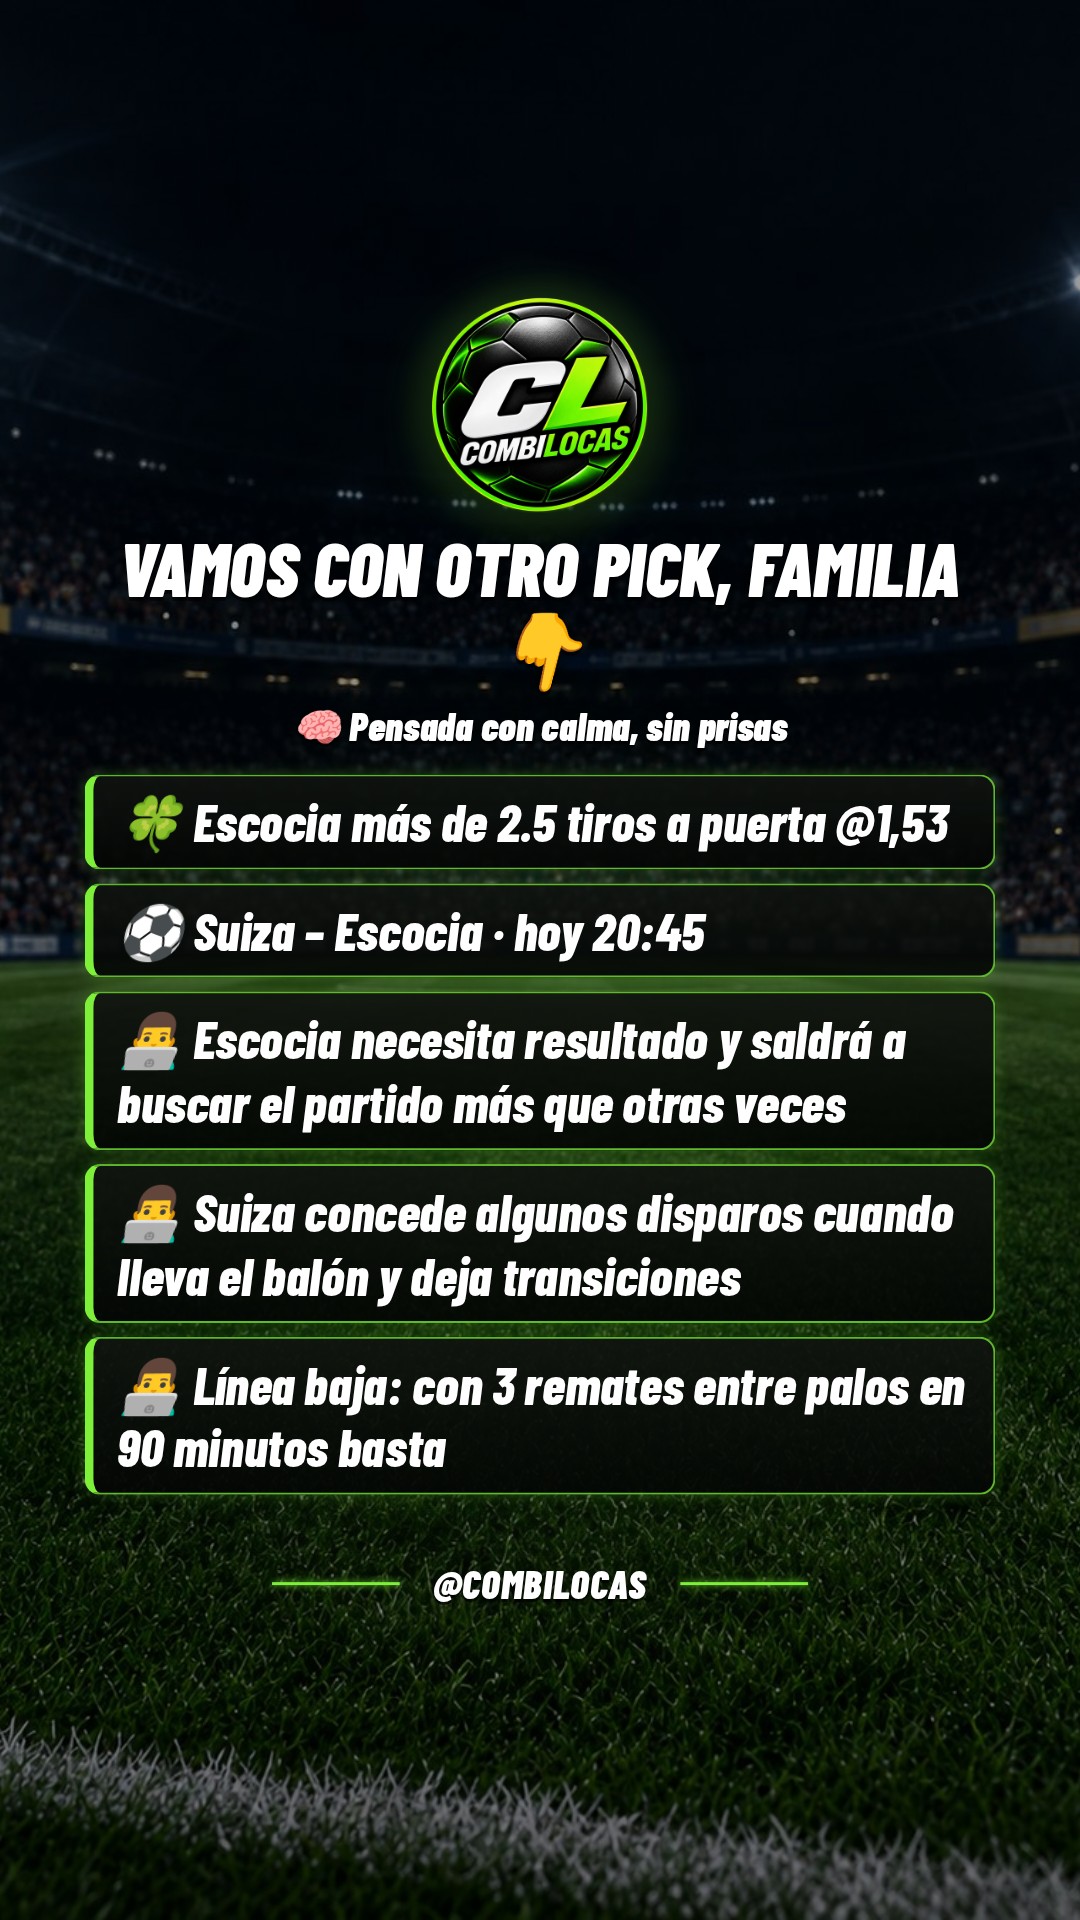 CL
COMBILOCAS
VAMOS CON OTRO PICK, FAMILIA
👇
🧠 Pensada con calma, sin prisas
🍀 Escocia más de 2.5 tiros a puerta @1,53
⚽ Suiza – Escocia · hoy 20:45
👨‍💻 Escocia necesita resultado y saldrá a
buscar el partido más que otras veces
👨‍💻 Suiza concede algunos disparos cuando
lleva el balón y deja transiciones
👨‍💻 Línea baja: con 3 remates entre palos en
90 minutos basta
@COMBILOCAS